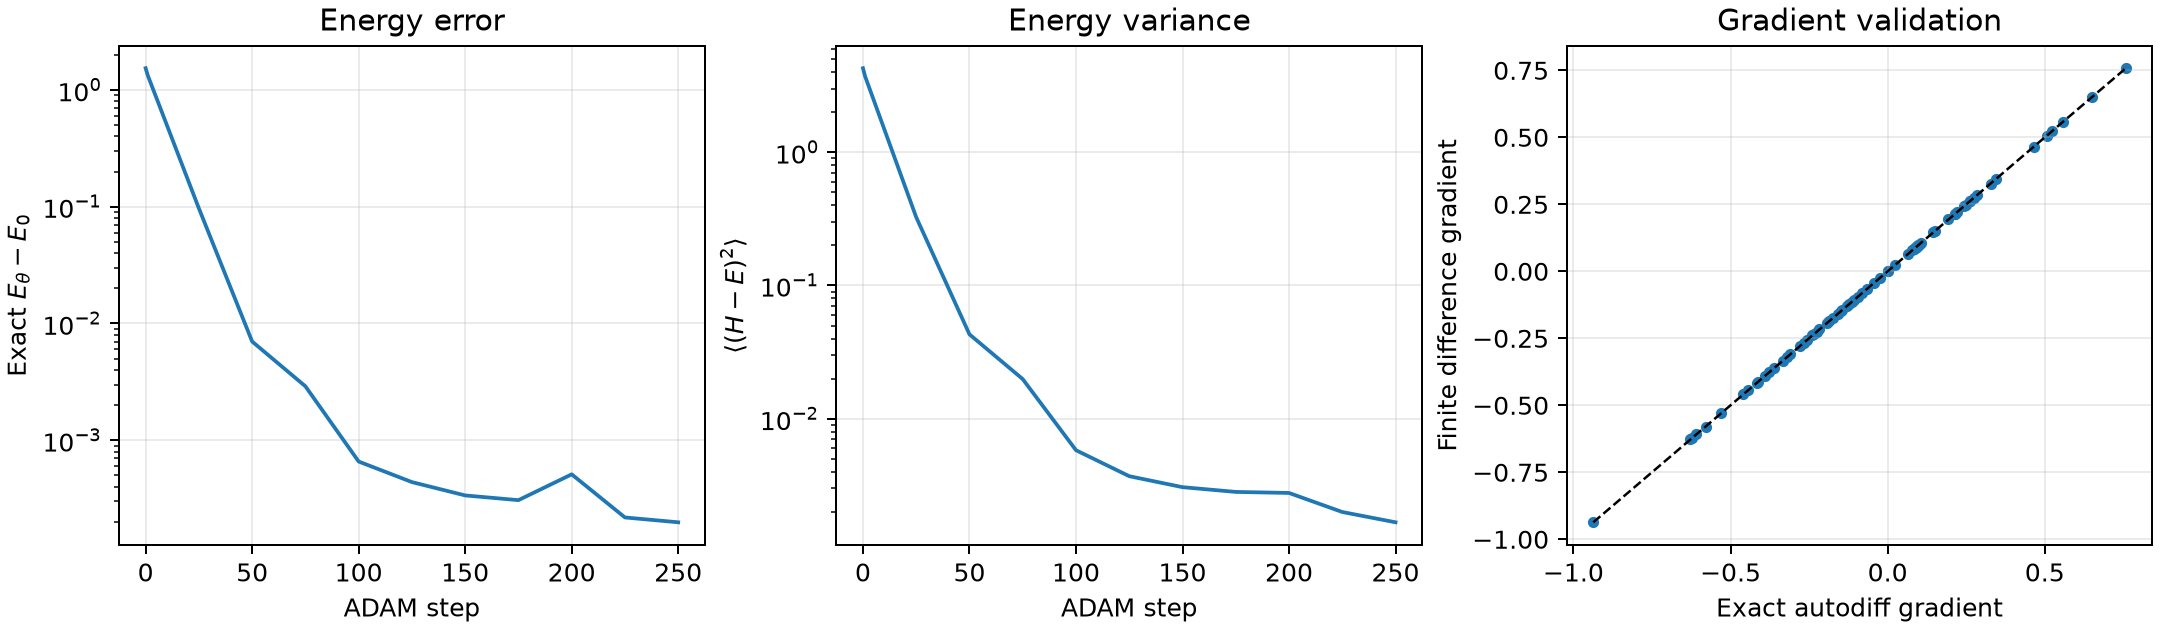 Energy error
Exact E_θ − E_0
10^0
10^−1
10^−2
10^−3
0 50 100 150 200 250
ADAM step
Energy variance
⟨(H − E)^2⟩
10^0
10^−1
10^−2
0 50 100 150 200 250
ADAM step
Gradient validation
Finite difference gradient
0.75
0.50
0.25
0.00
−0.25
−0.50
−0.75
−1.00
−1.0 −0.5 0.0 0.5
Exact autodiff gradient